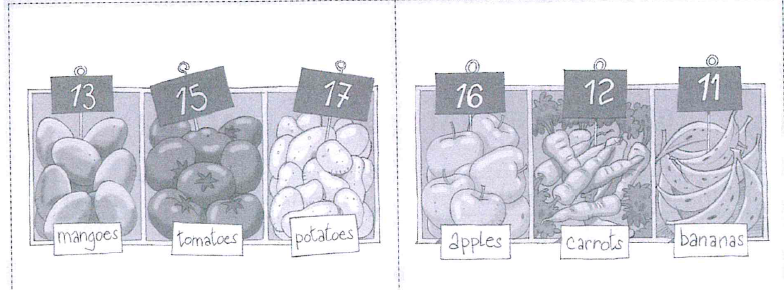 13 15 17 16 12 11
mangoes tomatoes potatoes apples carrots bananas